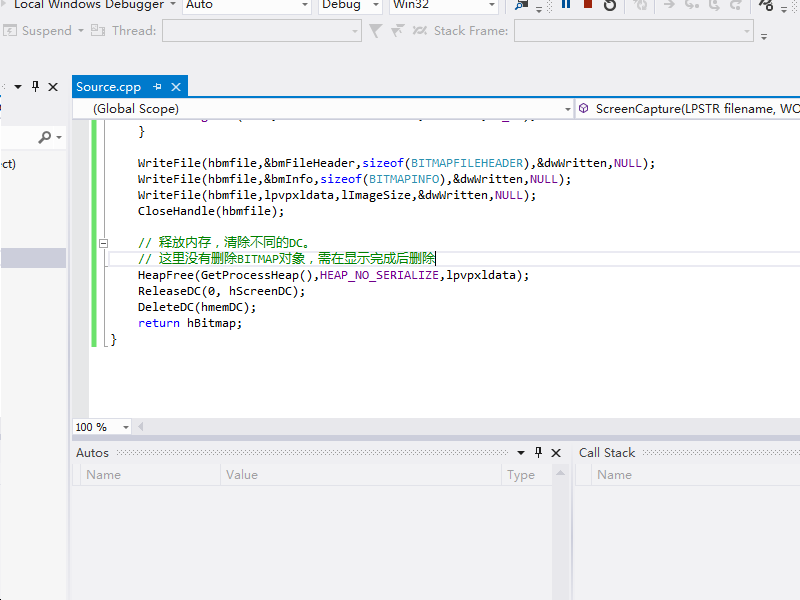 Local Windows Debugger Auto Debug Win32
Suspend Thread: Stack Frame:
Source.cpp
(Global Scope) ScreenCapture(LPSTR filename, WO
}
ct)
WriteFile(hbmfile,&bmFileHeader,sizeof(BITMAPFILEHEADER),&dwWritten,NULL);
WriteFile(hbmfile,&bmInfo,sizeof(BITMAPINFO),&dwWritten,NULL);
WriteFile(hbmfile,lpvpxldata,lImageSize,&dwWritten,NULL);
CloseHandle(hbmfile);
// 释放内存，清除不同的DC。
// 这里没有删除BITMAP对象，需在显示完成后删除
HeapFree(GetProcessHeap(),HEAP_NO_SERIALIZE,lpvpxldata);
ReleaseDC(0, hScreenDC);
DeleteDC(hmemDC);
return hBitmap;
}
100 %
Autos Call Stack
Name Value Type Name